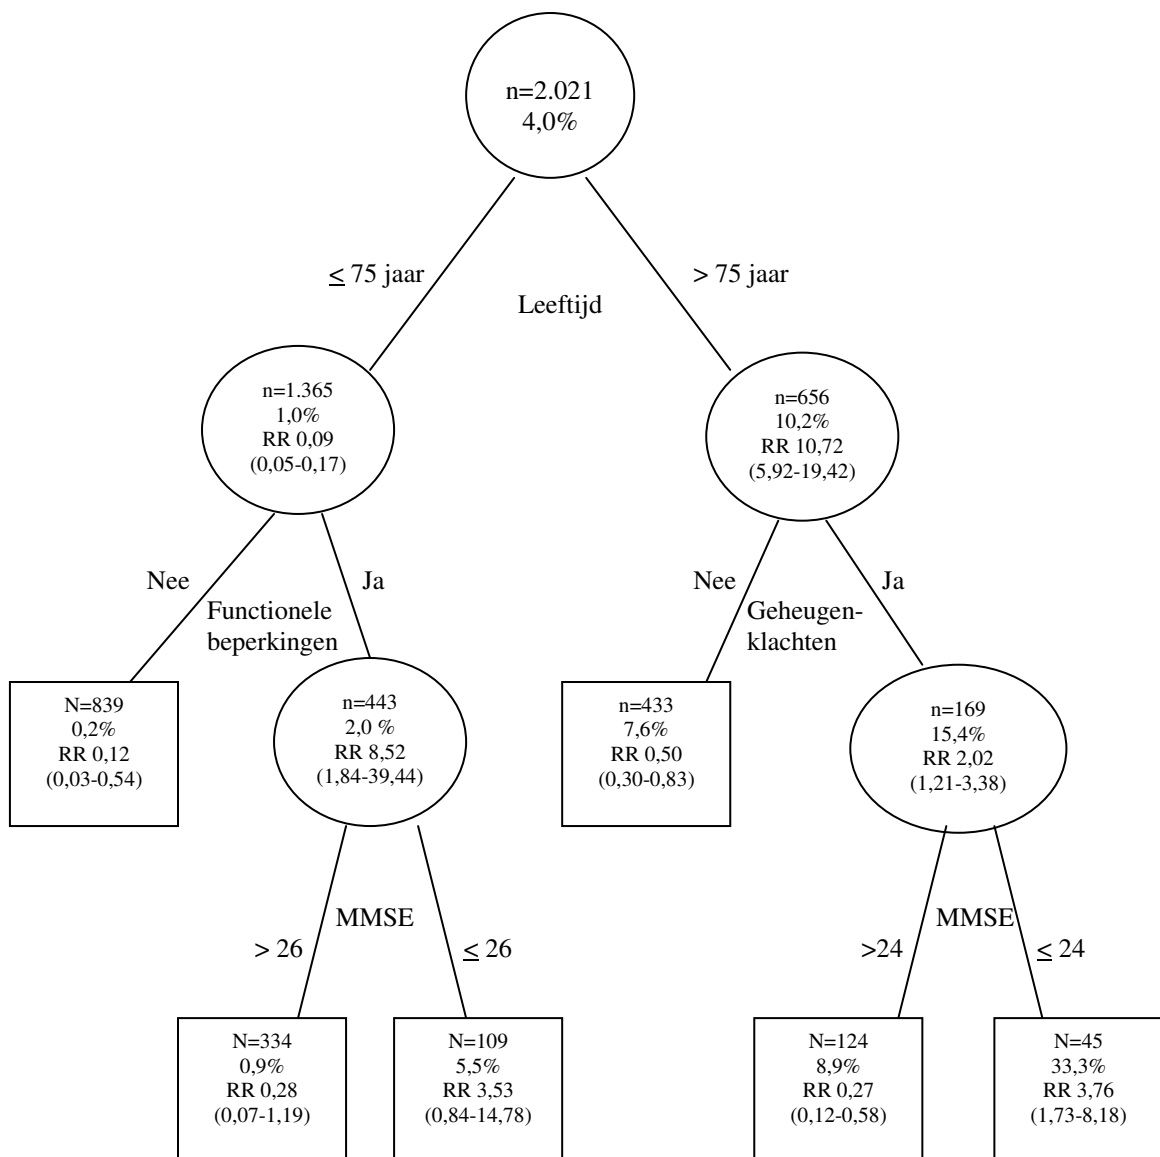 n=2.021
4,0%
≤ 75 jaar
> 75 jaar
Leeftijd
n=1.365
1,0%
RR 0,09
(0,05-0,17)
n=656
10,2%
RR 10,72
(5,92-19,42)
Nee
Ja
Functionele
beperkingen
Nee
Ja
Geheugen-
klachten
N=839
0,2%
RR 0,12
(0,03-0,54)
n=443
2,0 %
RR 8,52
(1,84-39,44)
n=433
7,6%
RR 0,50
(0,30-0,83)
n=169
15,4%
RR 2,02
(1,21-3,38)
MMSE
> 26
≤ 26
MMSE
>24
≤ 24
N=334
0,9%
RR 0,28
(0,07-1,19)
N=109
5,5%
RR 3,53
(0,84-14,78)
N=124
8,9%
RR 0,27
(0,12-0,58)
N=45
33,3%
RR 3,76
(1,73-8,18)